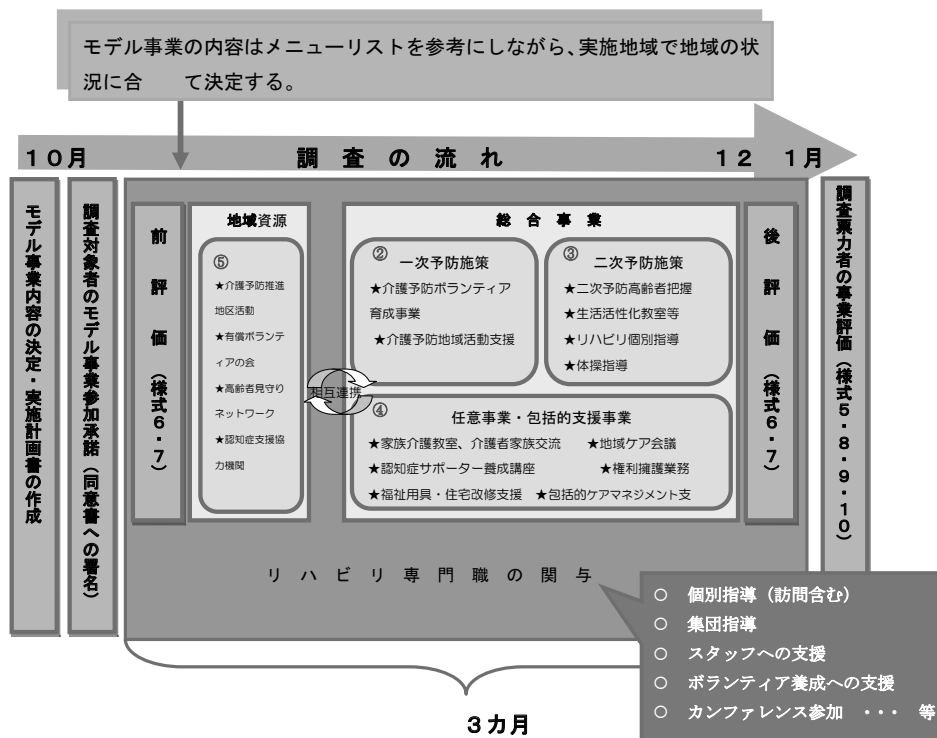 モデル事業の内容はメニューリストを参考にしながら、実施地域で地域の状
況に合　　て決定する。
１０月
調査の流れ
１２　１月
モデル事業内容の決定・実施計画書の作成
調査対象者のモデル事業参加承諾（同意書への署名）
前評価（様式６・７）
地域資源
⑤
★介護予防推進
地区活動
★有償ボランテ
ィアの会
★高齢者見守り
ネットワーク
★認知症支援協
力機関
相互連携
総合事業
②
一次予防施策
★介護予防ボランティア
育成事業
★介護予防地域活動支援
③
二次予防施策
★二次予防高齢者把握
★生活活性化教室等
★リハビリ個別指導
★体操指導
④
任意事業・包括的支援事業
★家族介護教室、介護者家族交流　★地域ケア会議
★認知症サポーター養成講座　★権利擁護業務
★福祉用具・住宅改修支援　★包括的ケアマネジメント支
後評価（様式６・７）
調査票力者の事業評価（様式５・８・９・１０）
リハビリ専門職の関与
○　個別指導（訪問含む）
○　集団指導
○　スタッフへの支援
○　ボランティア養成への支援
○　カンファレンス参加　・・・　等
３カ月